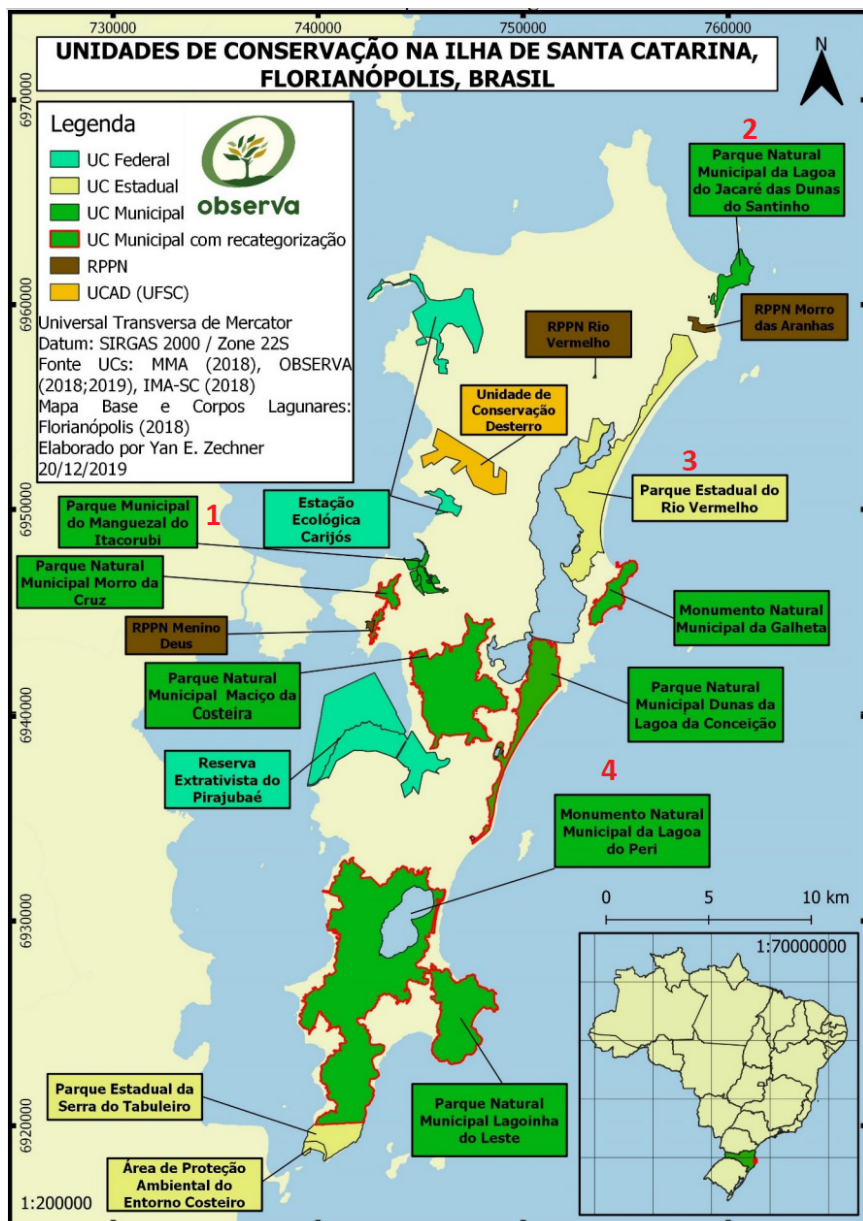 730000
740000
750000
760000
UNIDADES DE CONSERVAÇÃO NA ILHA DE SANTA CATARINA,
FLORIANÓPOLIS, BRASIL
N
6970000
6960000
6950000
6940000
6930000
6920000
Legenda
UC Federal
UC Estadual
UC Municipal
UC Municipal com recategorização
RPPN
UCAD (UFSC)
observa
Universal Transversa de Mercator
Datum: SIRGAS 2000 / Zone 22S
Fonte UCs: MMA (2018), OBSERVA
(2018;2019), IMA-SC (2018)
Mapa Base e Corpos Lagunares:
Florianópolis (2018)
Elaborado por Yan E. Zechner
20/12/2019
2
Parque Natural
Municipal da Lagoa
do Jacaré das Dunas
do Santinho
RPPN Morro
das Aranhas
RPPN Rio
Vermelho
Unidade de
Conservação
Desterro
3
Parque Estadual do
Rio Vermelho
Estação
Ecológica
Carijós
1
Parque Municipal
do Manguezal do
Itacorubi
Parque Natural
Municipal Morro da
Cruz
RPPN Menino
Deus
Monumento Natural
Municipal da Galheta
Parque Natural
Municipal Maciço da
Costeira
Parque Natural
Municipal Dunas da
Lagoa da Conceição
Reserva
Extrativista do
Pirajubaé
4
Monumento Natural
Municipal da Lagoa
do Peri
0 5 10 km
1:70000000
Parque Estadual da
Serra do Tabuleiro
Parque Natural
Municipal Lagoinha
do Leste
Área de Proteção
Ambiental do
Entorno Costeiro
1:200000